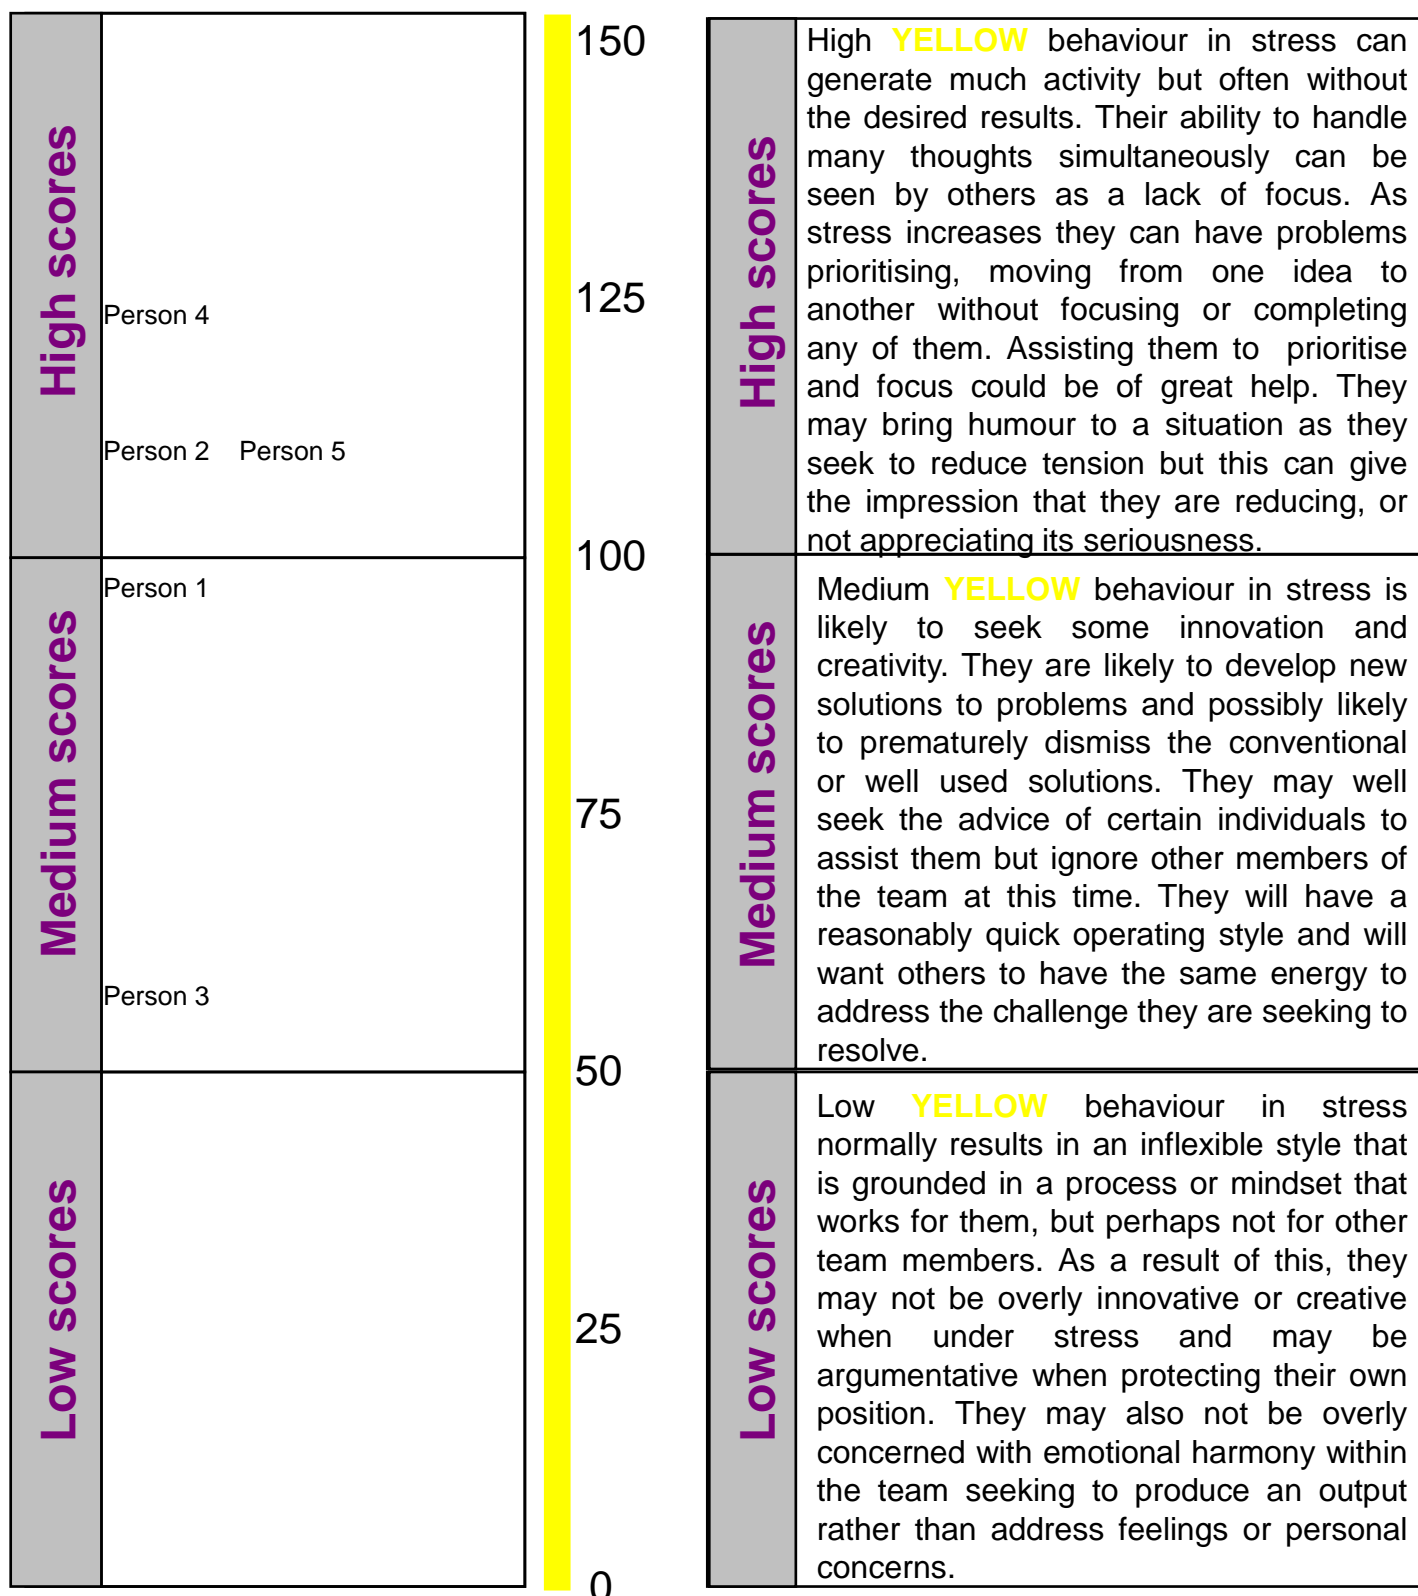 High scores
Person 4
Person 2 Person 5
Medium scores
Person 1
Person 3
Low scores
150
125
100
75
50
25
0
High scores
High YELLOW behaviour in stress can
generate much activity but often without
the desired results. Their ability to handle
many thoughts simultaneously can be
seen by others as a lack of focus. As
stress increases they can have problems
prioritising, moving from one idea to
another without focusing or completing
any of them. Assisting them to prioritise
and focus could be of great help. They
may bring humour to a situation as they
seek to reduce tension but this can give
the impression that they are reducing, or
not appreciating its seriousness.
Medium scores
Medium YELLOW behaviour in stress is
likely to seek some innovation and
creativity. They are likely to develop new
solutions to problems and possibly likely
to prematurely dismiss the conventional
or well used solutions. They may well
seek the advice of certain individuals to
assist them but ignore other members of
the team at this time. They will have a
reasonably quick operating style and will
want others to have the same energy to
address the challenge they are seeking to
resolve.
Low scores
Low YELLOW behaviour in stress
normally results in an inflexible style that
is grounded in a process or mindset that
works for them, but perhaps not for other
team members. As a result of this, they
may not be overly innovative or creative
when under stress and may be
argumentative when protecting their own
position. They may also not be overly
concerned with emotional harmony within
the team seeking to produce an output
rather than address feelings or personal
concerns.